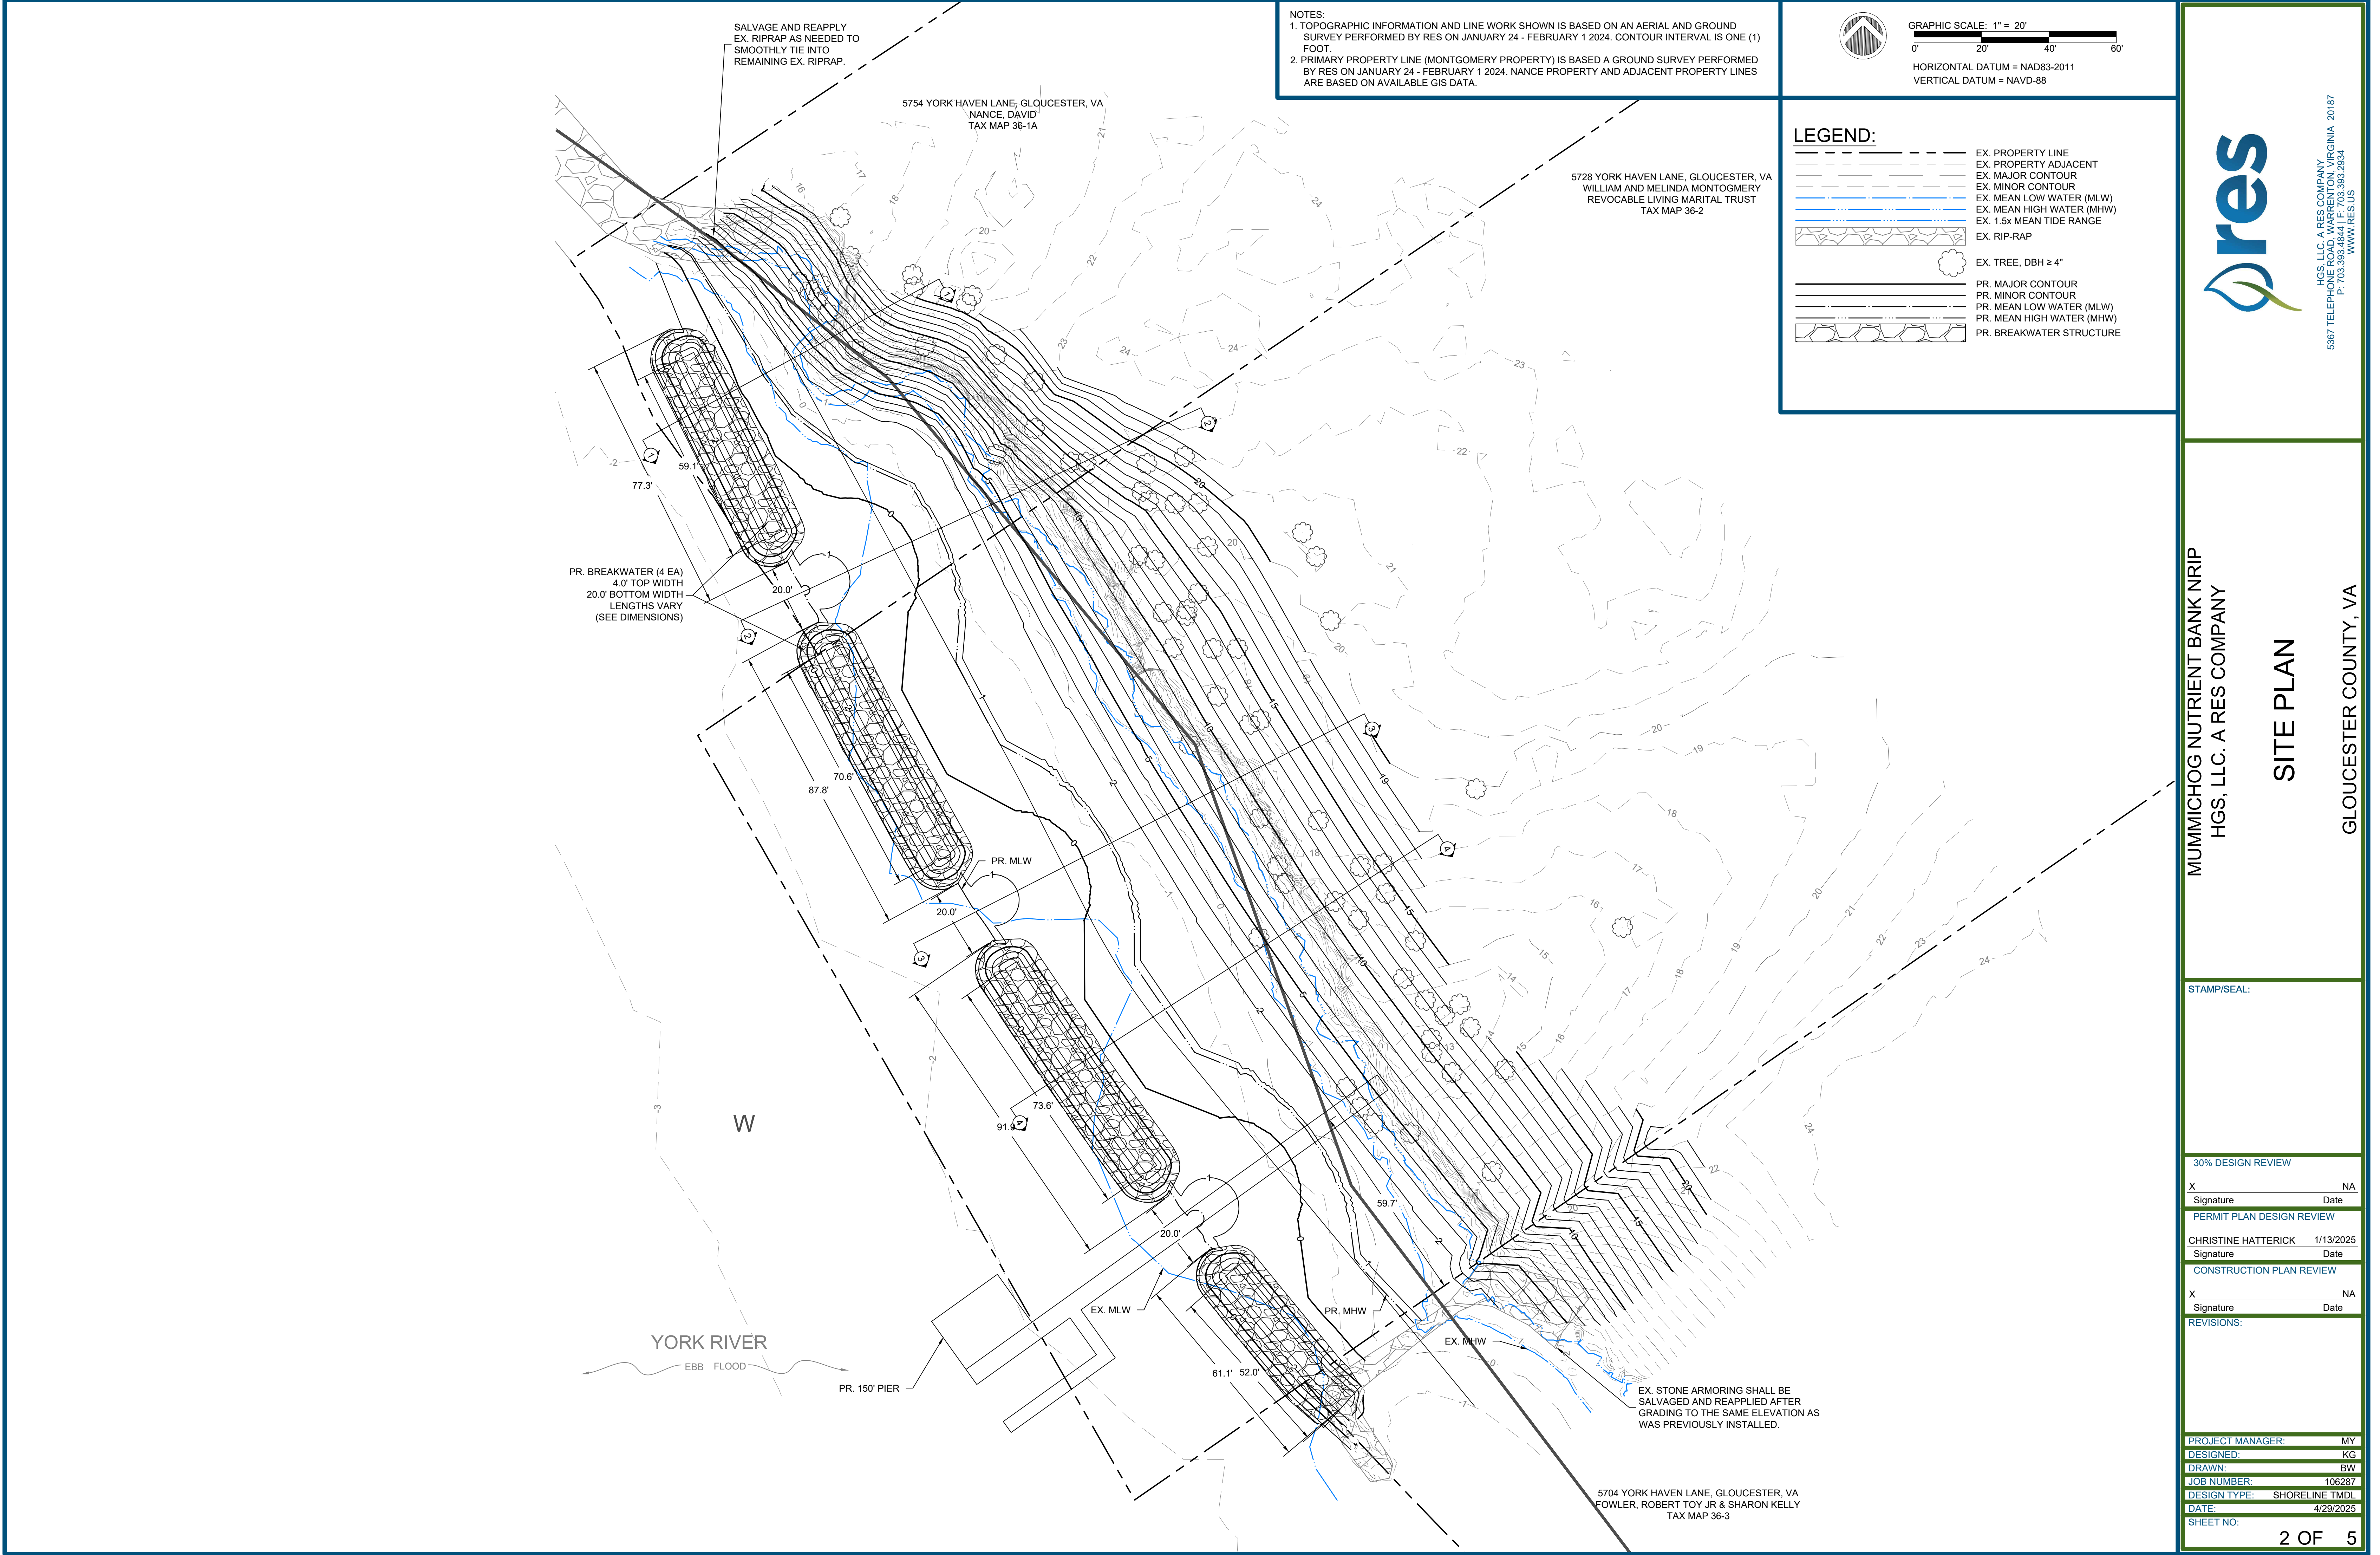 SALVAGE AND REAPPLY
EX. RIPRAP AS NEEDED TO
SMOOTHLY TIE INTO
REMAINING EX. RIPRAP.
5754 YORK HAVEN LANE, GLOUCESTER, VA
NANCE, DAVID
TAX MAP 36-1A
NOTES:
1. TOPOGRAPHIC INFORMATION AND LINE WORK SHOWN IS BASED ON AN AERIAL AND GROUND
SURVEY PERFORMED BY RES ON JANUARY 24 - FEBRUARY 1 2024. CONTOUR INTERVAL IS ONE (1)
FOOT.
2. PRIMARY PROPERTY LINE (MONTGOMERY PROPERTY) IS BASED A GROUND SURVEY PERFORMED
BY RES ON JANUARY 24 - FEBRUARY 1 2024. NANCE PROPERTY AND ADJACENT PROPERTY LINES
ARE BASED ON AVAILABLE GIS DATA.
GRAPHIC SCALE: 1" = 20'
0' 20' 40' 60'
HORIZONTAL DATUM = NAD83-2011
VERTICAL DATUM = NAVD-88
LEGEND:
EX. PROPERTY LINE
EX. PROPERTY ADJACENT
EX. MAJOR CONTOUR
EX. MINOR CONTOUR
EX. MEAN LOW WATER (MLW)
EX. MEAN HIGH WATER (MHW)
EX. 1.5x MEAN TIDE RANGE
EX. RIP-RAP
EX. TREE, DBH ≥ 4"
PR. MAJOR CONTOUR
PR. MINOR CONTOUR
PR. MEAN LOW WATER (MLW)
PR. MEAN HIGH WATER (MHW)
PR. BREAKWATER STRUCTURE
5728 YORK HAVEN LANE, GLOUCESTER, VA
WILLIAM AND MELINDA MONTOGMERY
REVOCABLE LIVING MARITAL TRUST
TAX MAP 36-2
59.1'
77.3'
PR. BREAKWATER (4 EA)
4.0' TOP WIDTH
20.0' BOTTOM WIDTH
LENGTHS VARY
(SEE DIMENSIONS)
20.0'
70.6'
87.8'
PR. MLW
20.0'
73.6'
W
59.7'
20.0'
EX. MLW
PR. MHW
EX. MHW
YORK RIVER
EBB FLOOD
PR. 150' PIER
61.1' 52.0'
EX. STONE ARMORING SHALL BE
SALVAGED AND REAPPLIED AFTER
GRADING TO THE SAME ELEVATION AS
WAS PREVIOUSLY INSTALLED.
5704 YORK HAVEN LANE, GLOUCESTER, VA
FOWLER, ROBERT TOY JR & SHARON KELLY
TAX MAP 36-3
res
HGS, LLC. A RES COMPANY
5367 TELEPHONE ROAD, WARRENTON, VIRGINIA 20187
P: 703.393.4844 | F: 703.393.2934
WWW.RES.US
MUMMICHOG NUTRIENT BANK NRIP
HGS, LLC. A RES COMPANY
SITE PLAN
GLOUCESTER COUNTY, VA
STAMP/SEAL:
30% DESIGN REVIEW
X NA
Signature Date
PERMIT PLAN DESIGN REVIEW
CHRISTINE HATTERICK 1/13/2025
Signature Date
CONSTRUCTION PLAN REVIEW
X NA
Signature Date
REVISIONS:
PROJECT MANAGER: MY
DESIGNED: KG
DRAWN: BW
JOB NUMBER: 106287
DESIGN TYPE: SHORELINE TMDL
DATE: 4/29/2025
SHEET NO:
2 OF 5